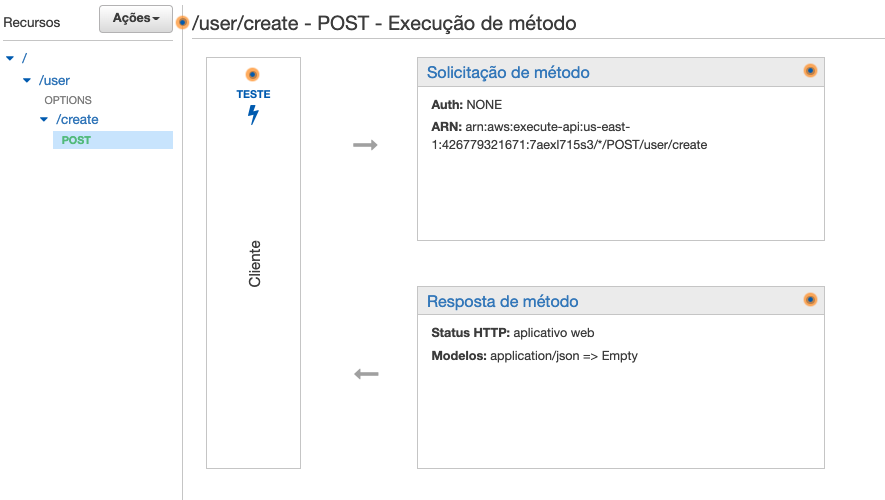 Recursos
Ações
/
/user
OPTIONS
/create
POST
/user/create - POST - Execução de método
TESTE
Cliente
Solicitação de método
Auth: NONE
ARN: arn:aws:execute-api:us-east-
1:426779321671:7aexl715s3/*/POST/user/create
Resposta de método
Status HTTP: aplicativo web
Modelos: application/json => Empty